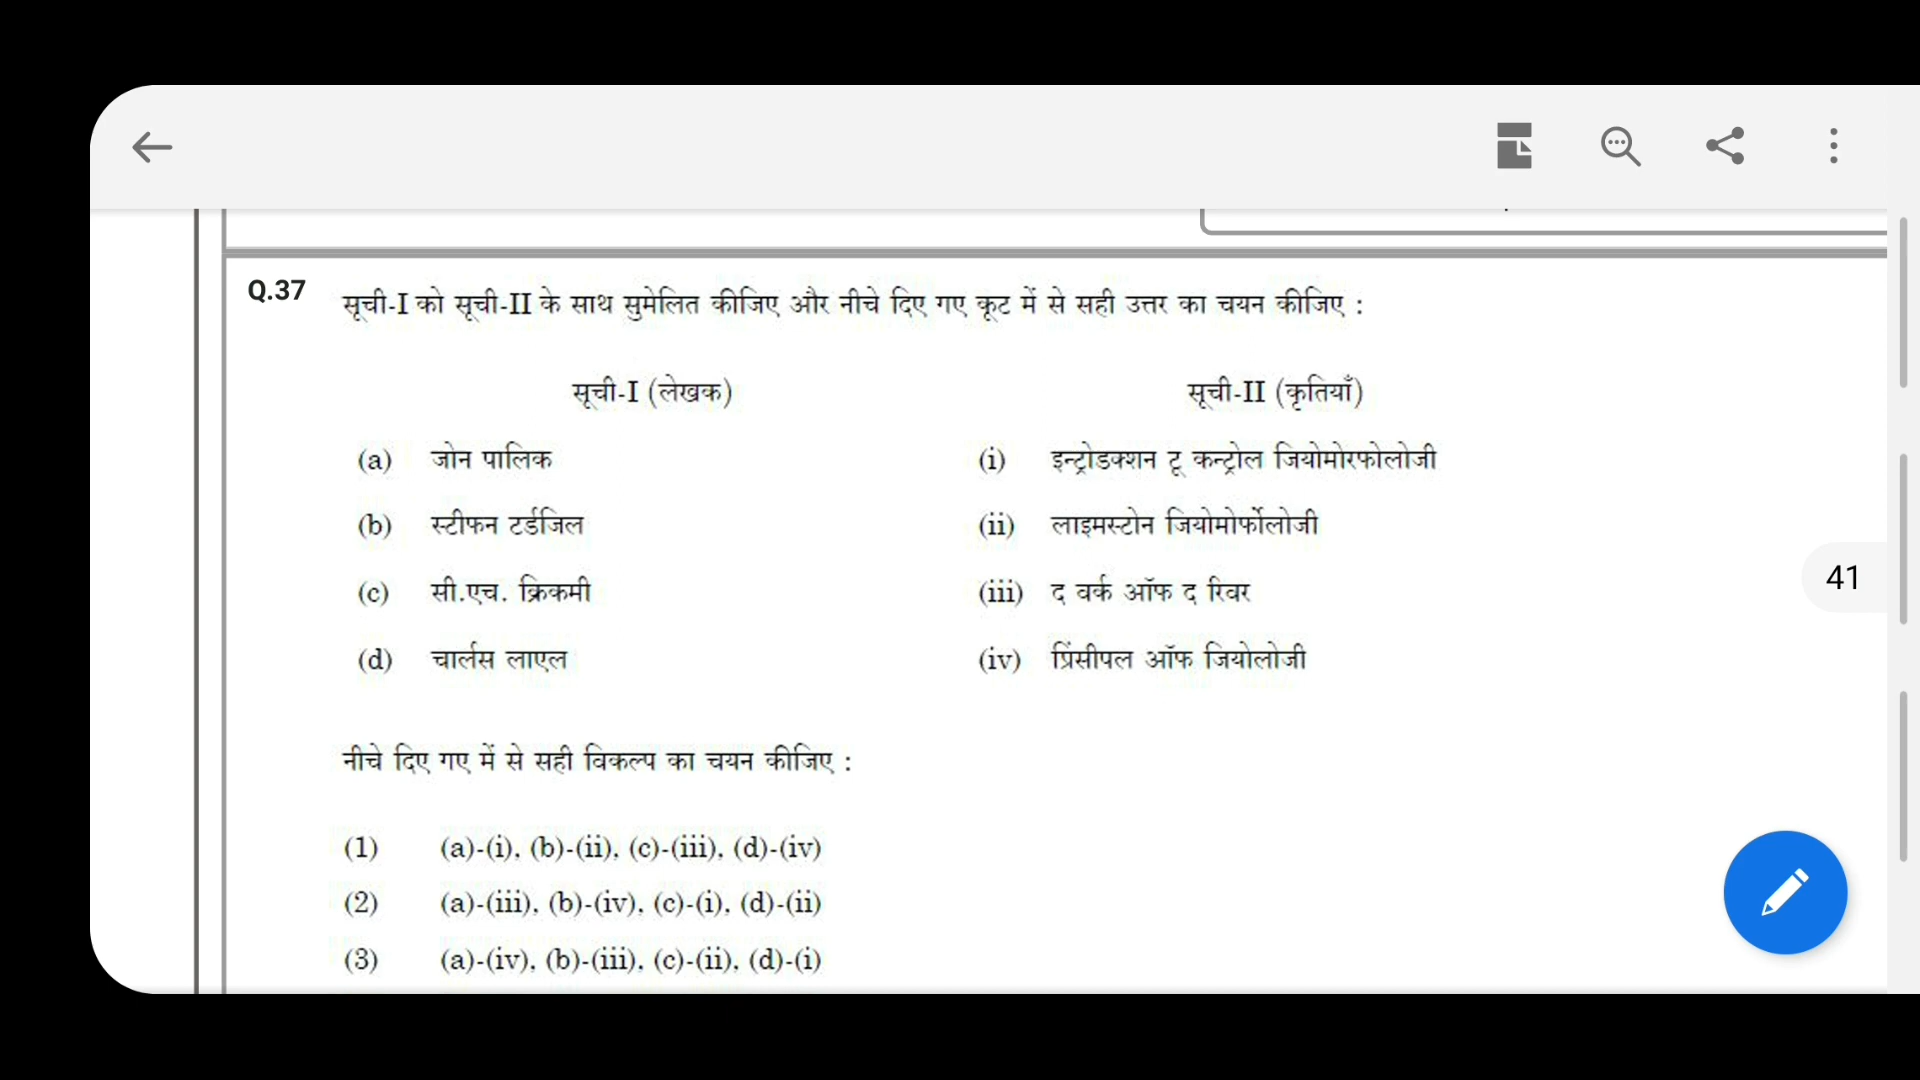 Q.37 सूची-I को सूची-II के साथ सुमेलित कीजिए और नीचे दिए गए कूट में से सही उत्तर का चयन कीजिए :
सूची-I (लेखक) सूची-II (कृतियाँ)
(a) जोन पालिक (i) इन्ट्रोडक्शन टू कन्ट्रोल जियोमोरफोलोजी
(b) स्टीफन टर्डजिल (ii) लाइमस्टोन जियोमोर्फोलोजी
(c) सी.एच. क्रिकमी (iii) द वर्क ऑफ द रिवर
41
(d) चार्लस लाएल (iv) प्रिंसीपल ऑफ जियोलोजी
नीचे दिए गए में से सही विकल्प का चयन कीजिए :
(1) (a)-(i), (b)-(ii), (c)-(iii), (d)-(iv)
(2) (a)-(iii), (b)-(iv), (c)-(i), (d)-(ii)
(3) (a)-(iv), (b)-(iii), (c)-(ii), (d)-(i)